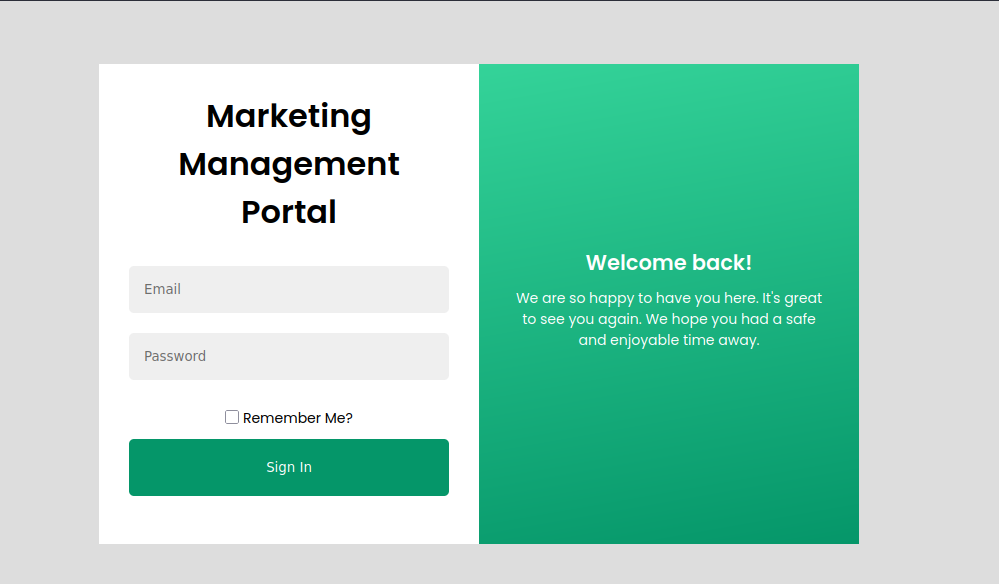 Marketing
Management
Portal
Email
Password
Remember Me?
Sign In
Welcome back!
We are so happy to have you here. It's great
to see you again. We hope you had a safe
and enjoyable time away.